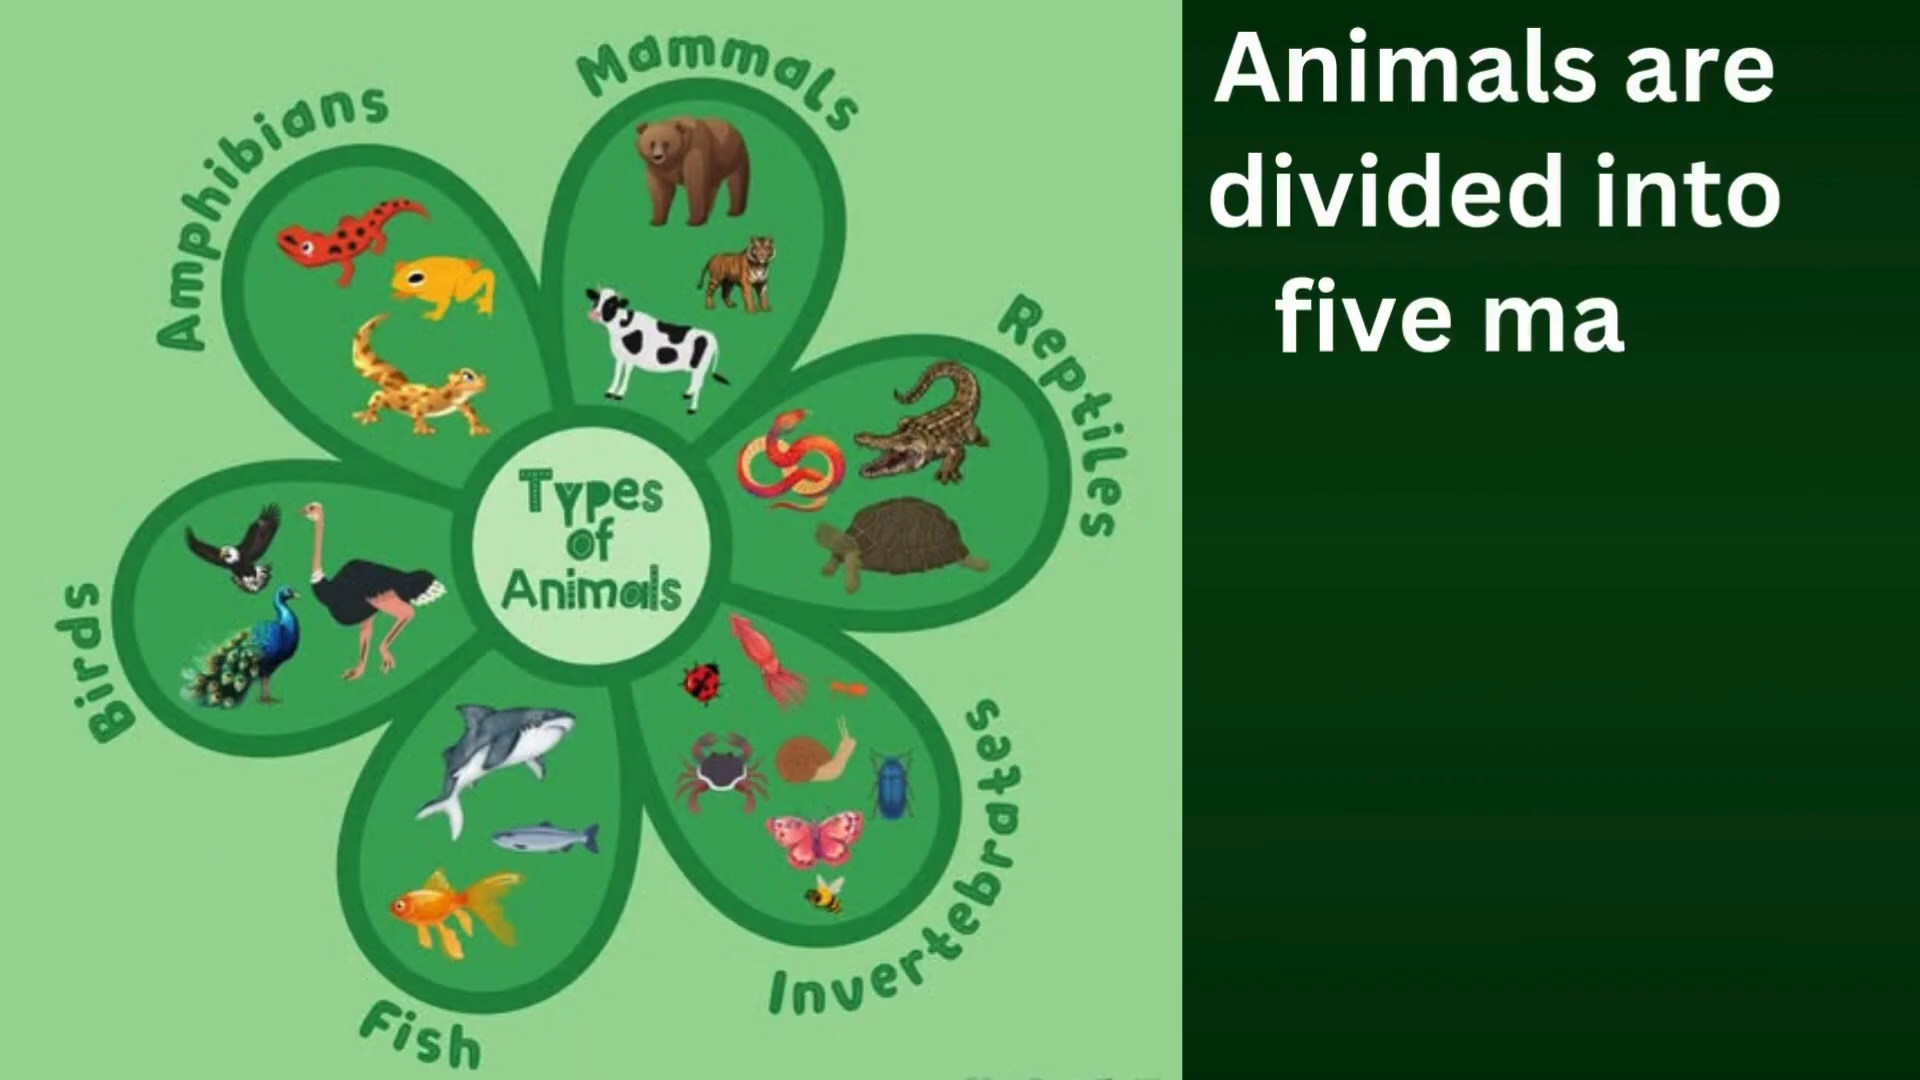 Mammals
Amphibians
Reptiles
Types
of
Animals
Birds
Invertebrates
Fish
Animals are
divided into
five ma